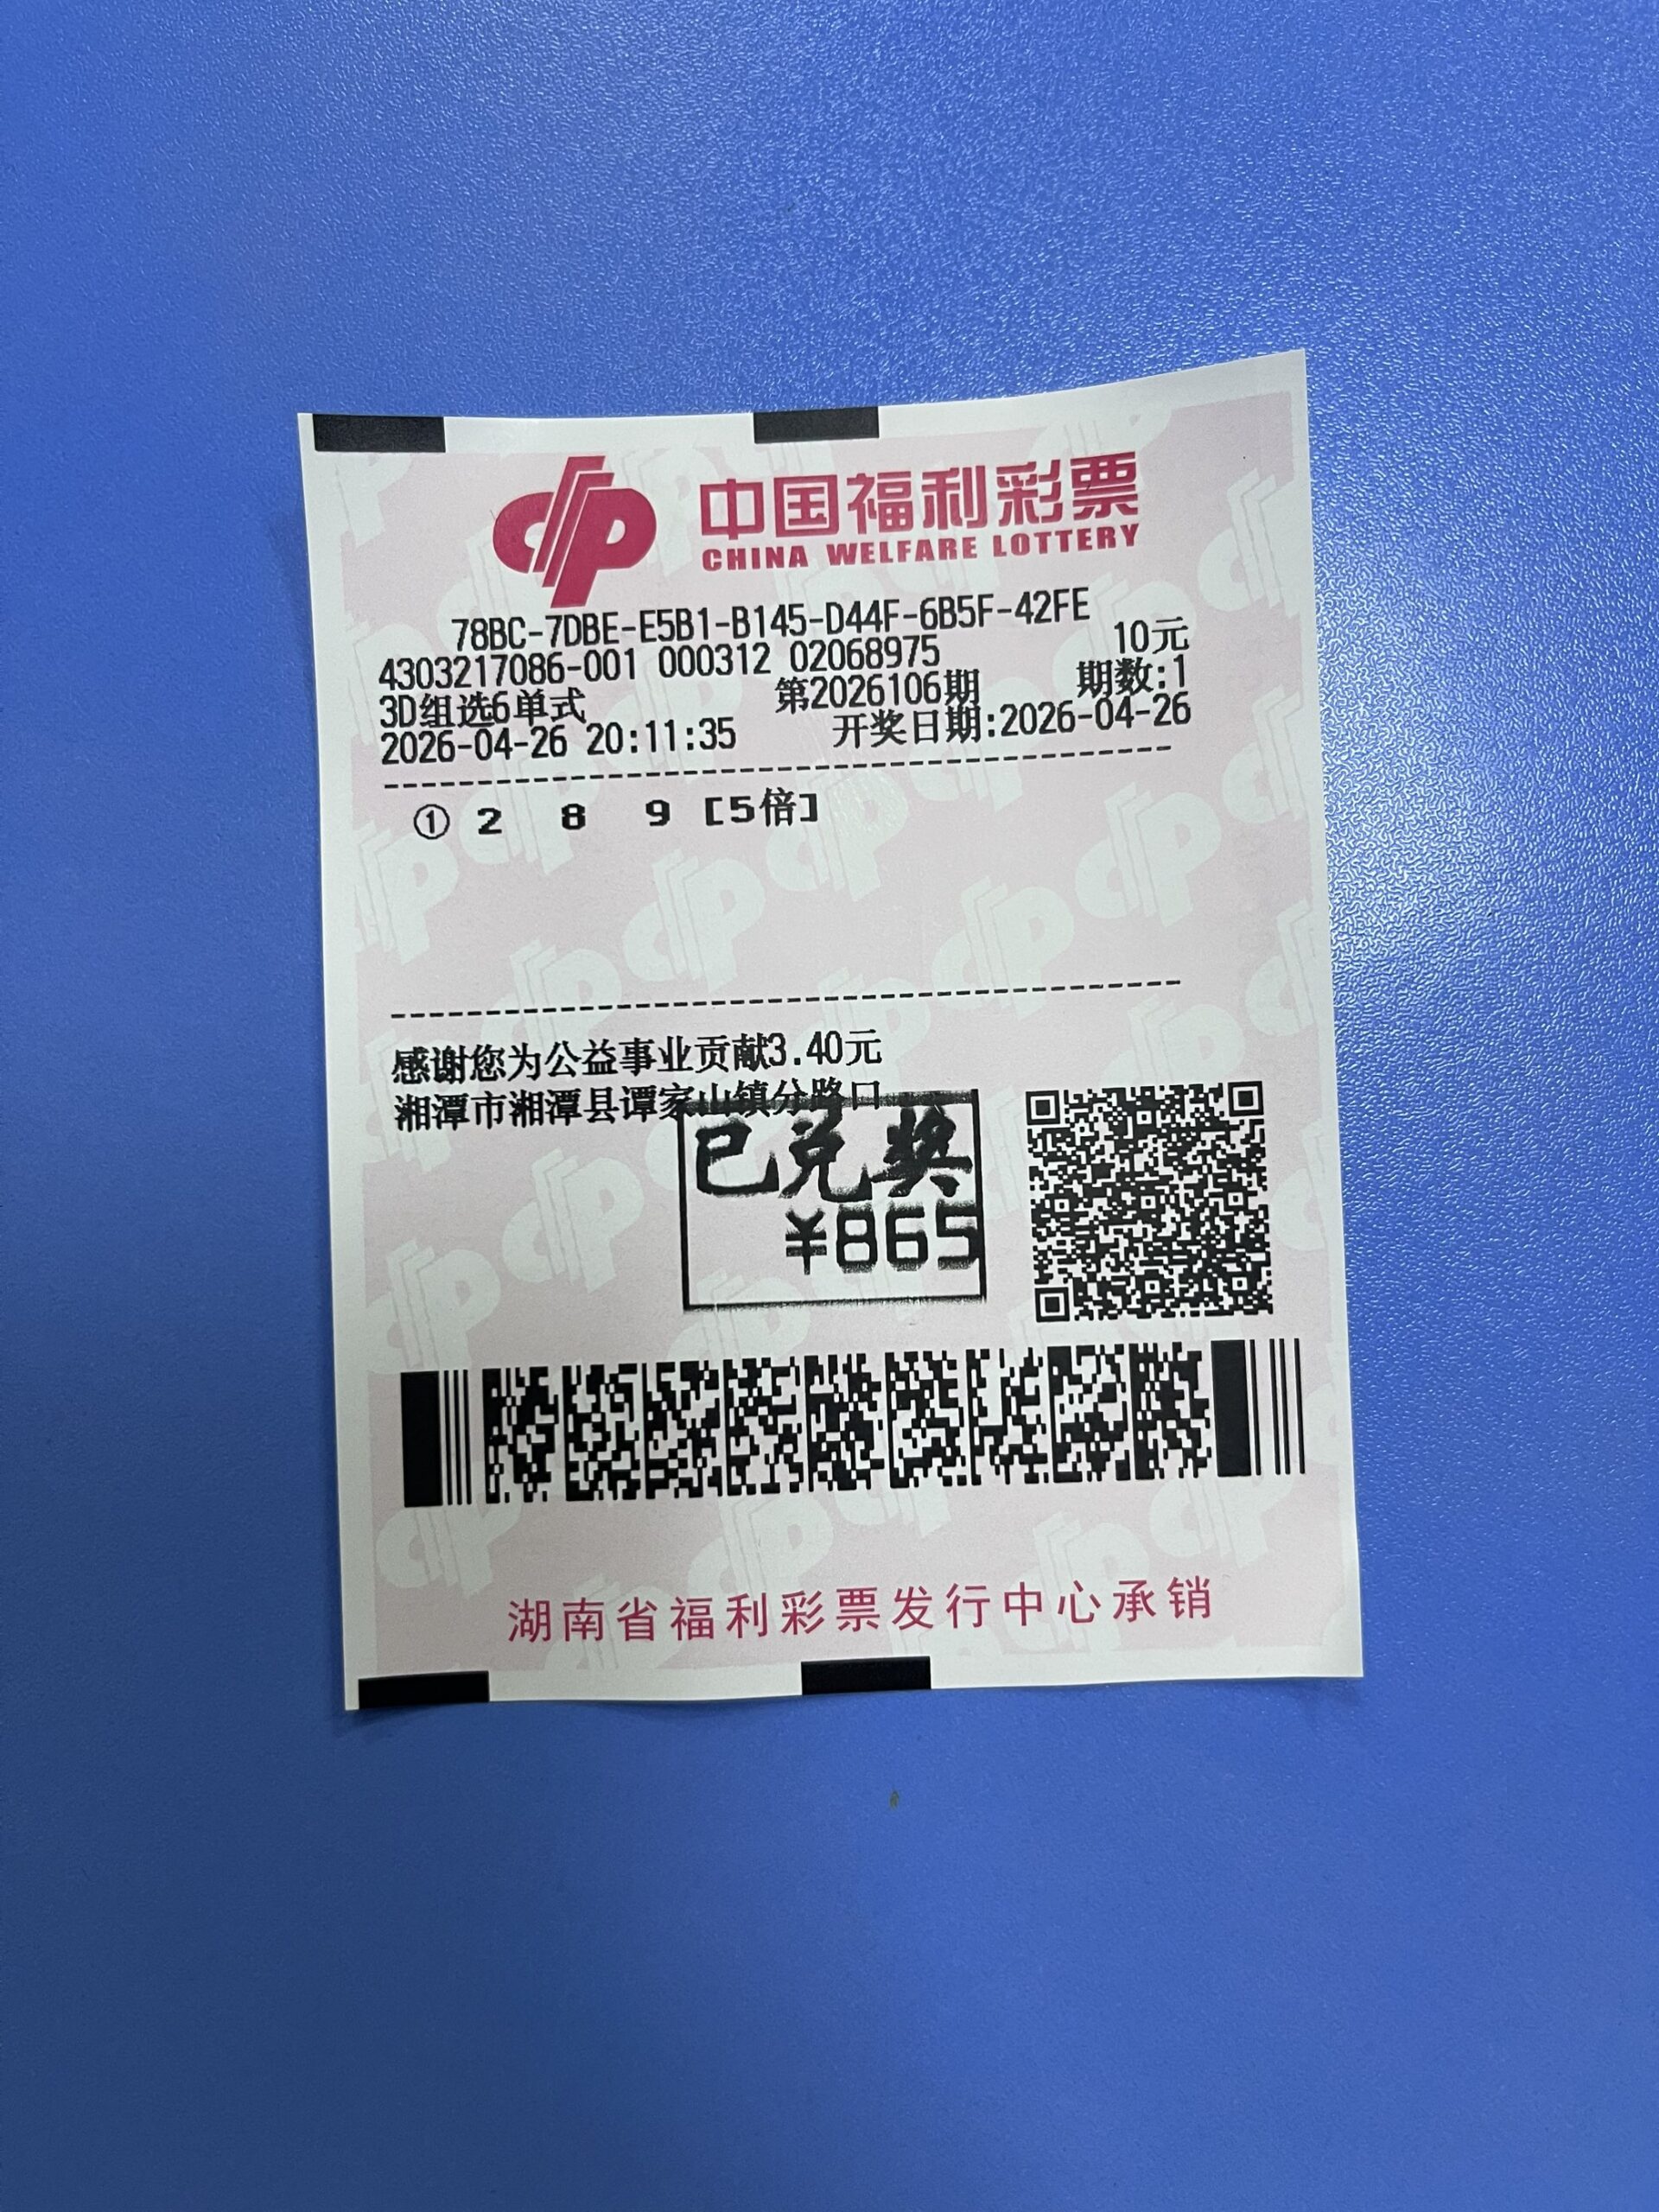 中国福利彩票
CHINA WELFARE LOTTERY
78BC-7DBE-E5B1-B145-D44F-6B5F-42FE
4303217086-001 000312 02068975 10元
3D组选6单式 第2026106期 期数:1
2026-04-26 20:11:35 开奖日期:2026-04-26
① 2 8 9 [5倍]
感谢您为公益事业贡献3.40元
湘潭市湘潭县谭家山镇分路口
已兑奖
¥865
湖南省福利彩票发行中心承销